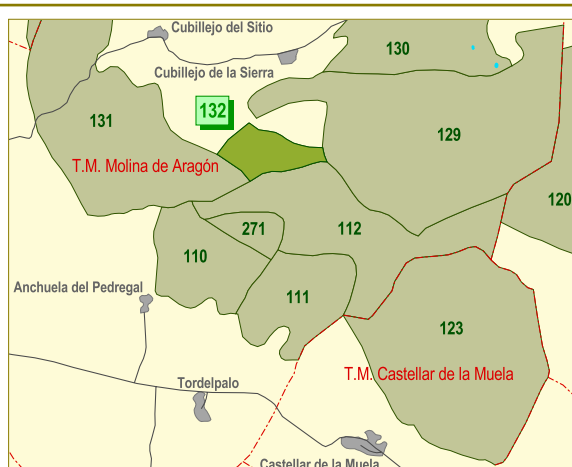 Cubillejo del Sitio
130
Cubillejo de la Sierra
132
131
129
T.M. Molina de Aragón
120
271
112
110
Anchuela del Pedregal
111
123
T.M. Castellar de la Muela
Tordelpalo
Castellar de la Muela